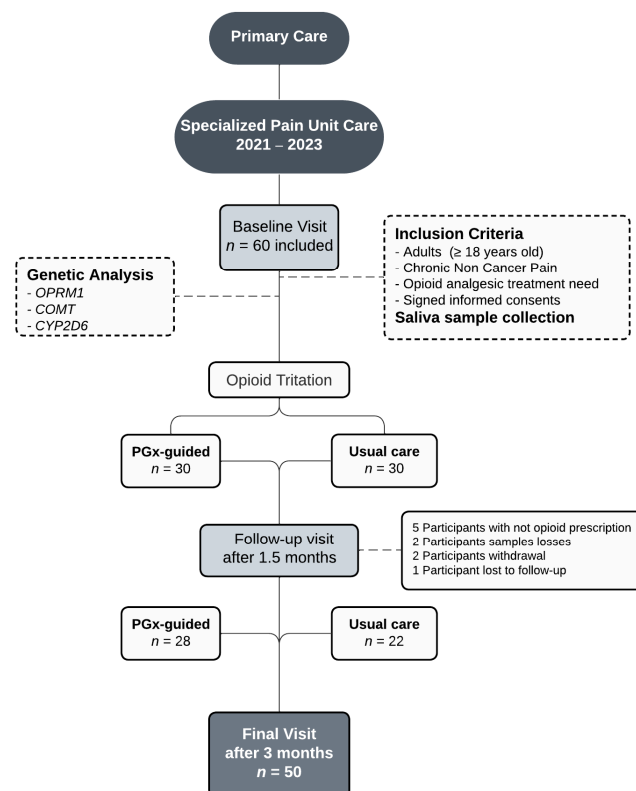 Primary Care
Specialized Pain Unit Care
2021 – 2023
Baseline Visit
n = 60 included
Inclusion Criteria
- Adults (≥ 18 years old)
- Chronic Non Cancer Pain
- Opioid analgesic treatment need
- Signed informed consents
Saliva sample collection
Genetic Analysis
- OPRM1
- COMT
- CYP2D6
Opioid Tritation
PGx-guided
n = 30
Usual care
n = 30
Follow-up visit
after 1.5 months
5 Participants with not opioid prescription
2 Participants samples losses
2 Participants withdrawal
1 Participant lost to follow-up
PGx-guided
n = 28
Usual care
n = 22
Final Visit
after 3 months
n = 50